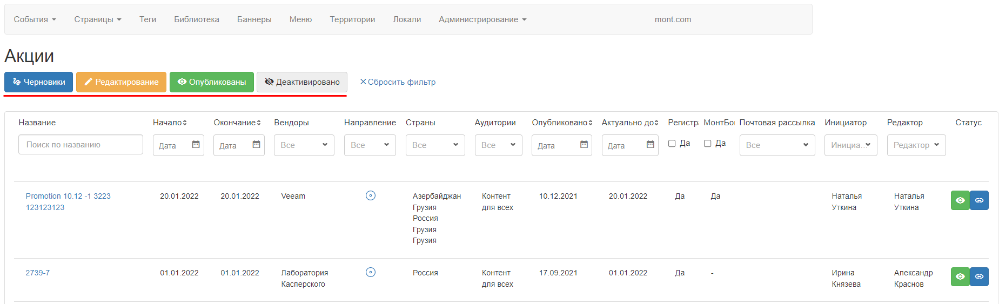 События Страницы Теги Библиотека Баннеры Меню Территории Локали Администрирование mont.com
Акции
Черновики Редактирование Опубликованы Деактивировано Сбросить фильтр
Название Начало Окончание Вендоры Направление Страны Аудитории Опубликовано Актуально до Регистра МонтБо Почтовая рассылка Инициатор Редактор Статус
Поиск по названию Дата Дата Все Все Все Все Дата Дата Да Да Все Инициа... Редактор
Promotion 10.12 -1 3223 20.01.2022 20.01.2022 Veeam Азербайджан Контент 10.12.2021 20.01.2022 Да Да Наталья Наталья
123123123 Грузия для всех Уткина Уткина
Россия
Грузия
Грузия
2739-7 01.01.2022 01.01.2022 Лаборатория Россия Контент 17.09.2021 01.01.2022 Да - Ирина Александр
Касперского для всех Князева Краснов